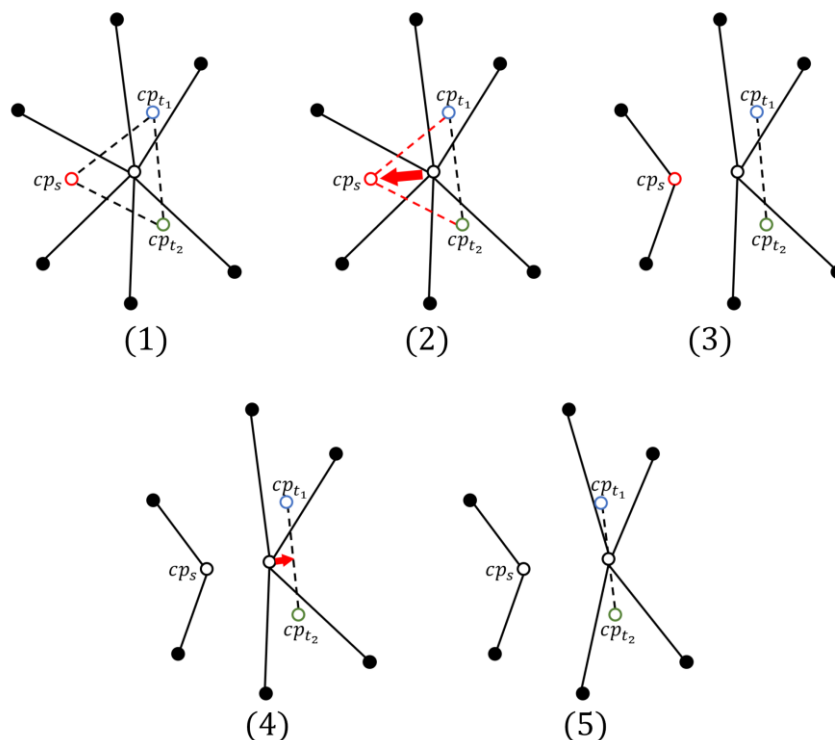 cp_{t_1}
cp_s
cp_{t_2}
(1)
cp_{t_1}
cp_s
cp_{t_2}
(2)
cp_{t_1}
cp_s
cp_{t_2}
(3)
cp_{t_1}
cp_s
cp_{t_2}
(4)
cp_{t_1}
cp_s
cp_{t_2}
(5)